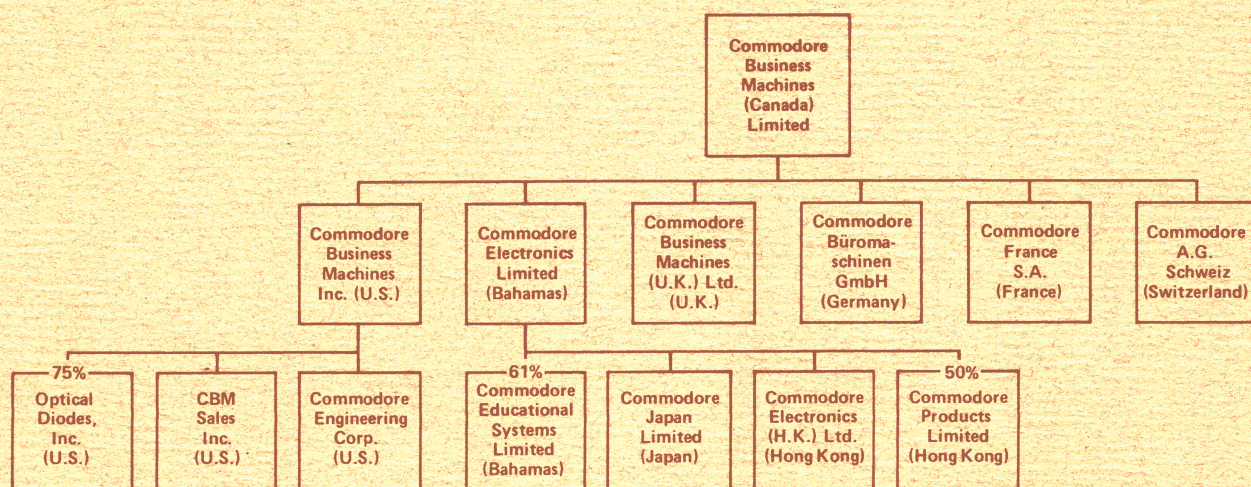 Commodore
Business
Machines
(Canada)
Limited
Commodore
Business
Machines
Inc. (U.S.)
Commodore
Electronics
Limited
(Bahamas)
Commodore
Business
Machines
(U.K.) Ltd.
(U.K.)
Commodore
Büroma-
schinen
GmbH
(Germany)
Commodore
France
S.A.
(France)
Commodore
A.G.
Schweiz
(Switzerland)
75%
Optical
Diodes,
Inc.
(U.S.)
CBM
Sales
Inc.
(U.S.)
Commodore
Engineering
Corp.
(U.S.)
61%
Commodore
Educational
Systems
Limited
(Bahamas)
Commodore
Japan
Limited
(Japan)
Commodore
Electronics
(H.K.) Ltd.
(Hong Kong)
50%
Commodore
Products
Limited
(Hong Kong)